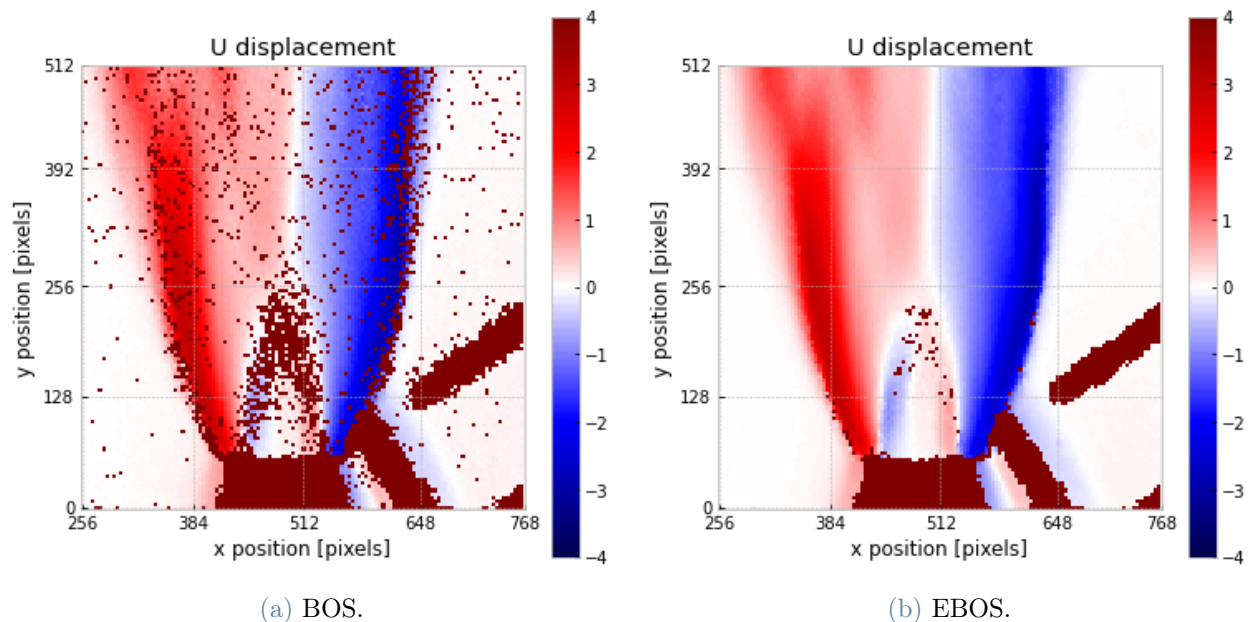 U displacement
512
392
256
128
0
y position [pixels]
256 384 512 648 768
x position [pixels]
4
3
2
1
0
−1
−2
−3
−4
(a) BOS.
U displacement
512
392
256
128
0
y position [pixels]
256 384 512 648 768
x position [pixels]
4
3
2
1
0
−1
−2
−3
−4
(b) EBOS.